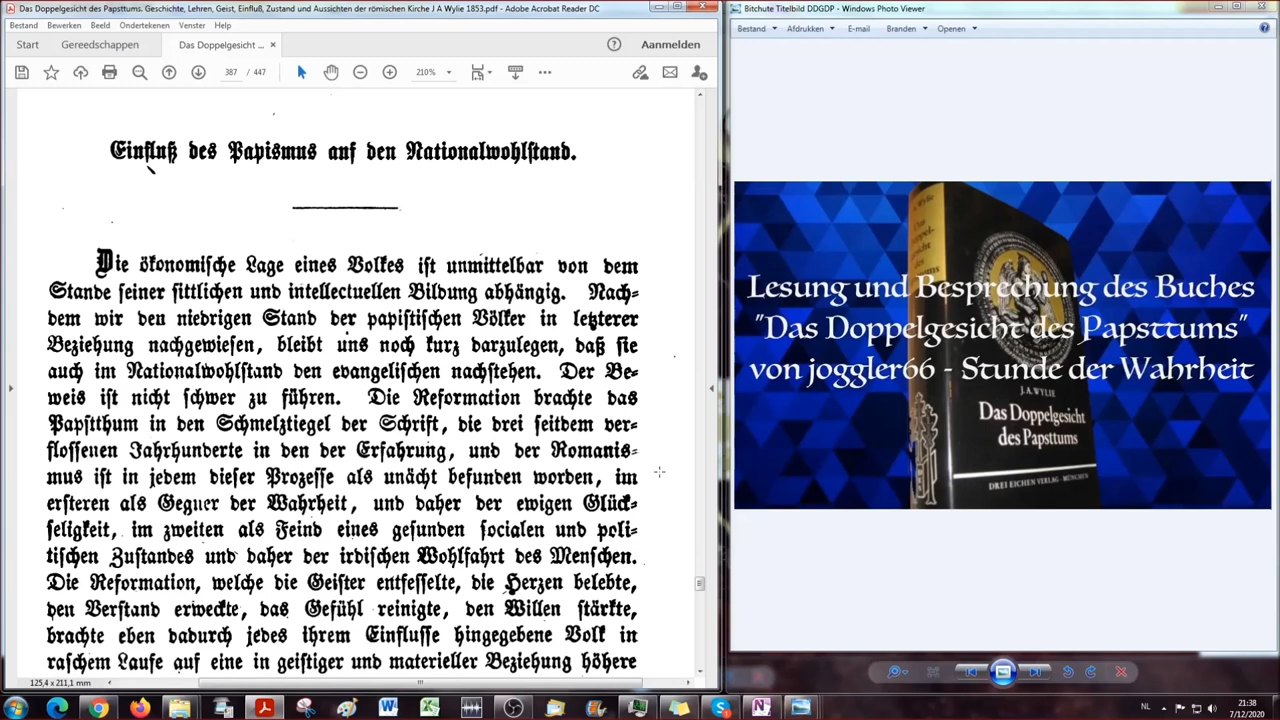 Das Doppelgesicht des Papsttums. Geschichte, Lehren, Geist, Einfluß, Zustand und Aussichten der römischen Kirche J A Wylie 1853.pdf - Adobe Acrobat Reader DC
Bestand Bewerken Beeld Ondertekenen Venster Help
Start Gereedschappen Das Doppelgesicht ... × Aanmelden
387 / 447 210%
Einfluß des Papismus auf den Nationalwohlstand.
Die ökonomische Lage eines Volkes ist unmittelbar von dem
Stande seiner sittlichen und intellectuellen Bildung abhängig. Nach-
dem wir den niedrigen Stand der papistischen Völker in letzterer
Beziehung nachgewiesen, bleibt uns noch kurz darzulegen, daß sie
auch im Nationalwohlstand den evangelischen nachstehen. Der Be-
weis ist nicht schwer zu führen. Die Reformation brachte das
Papstthum in den Schmelztiegel der Schrift, die drei seitdem ver-
flossenen Jahrhunderte in den der Erfahrung, und der Romanis-
mus ist in jedem dieser Prozesse als unächt befunden worden, im
ersteren als Gegner der Wahrheit, und daher der ewigen Glück-
seligkeit, im zweiten als Feind eines gesunden socialen und poli-
tischen Zustandes und daher der irdischen Wohlfahrt des Menschen.
Die Reformation, welche die Geister entfesselte, die Herzen belebte,
den Verstand erweckte, das Gefühl reinigte, den Willen stärkte,
brachte eben dadurch jedes ihrem Einflusse hingegebene Volk in
raschem Laufe auf eine in geistiger und materieller Beziehung höhere
125,4 x 211,1 mm
Bitchute Titelbild DDGDP - Windows Photo Viewer
Bestand Afdrukken E-mail Branden Openen
Lesung und Besprechung des Buches
"Das Doppelgesicht des Papsttums"
von joggler66 - Stunde der Wahrheit
J.A.WYLIE
Das Doppelgesicht
des Papsttums
DREI EICHEN VERLAG · MÜNCHEN
NL
21:38
7/12/2020